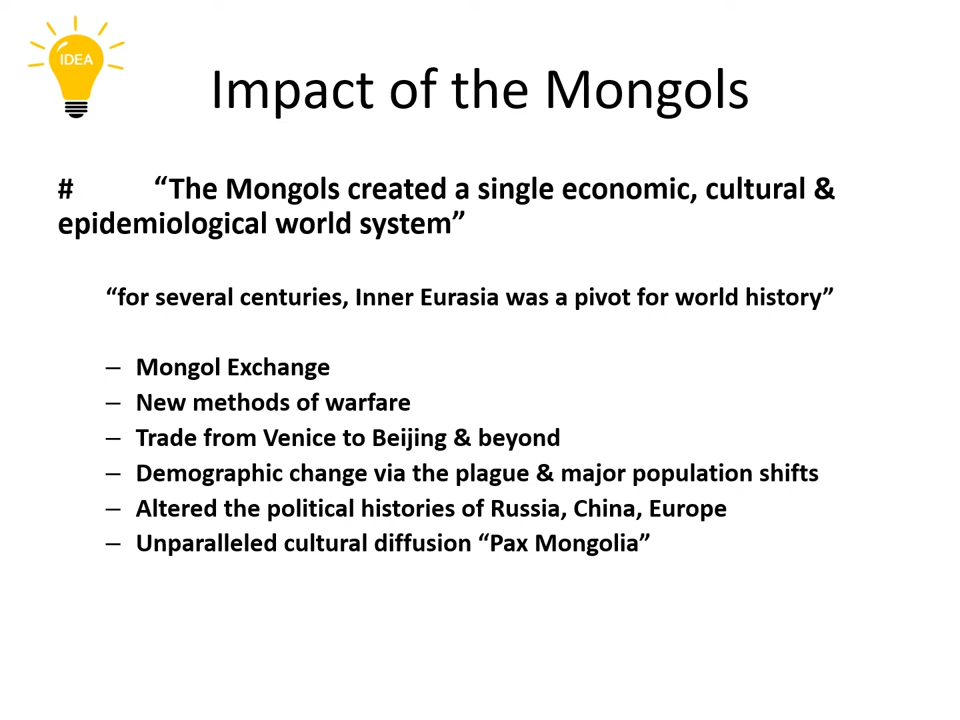 IDEA
Impact of the Mongols
# “The Mongols created a single economic, cultural &
epidemiological world system”
“for several centuries, Inner Eurasia was a pivot for world history”
– Mongol Exchange
– New methods of warfare
– Trade from Venice to Beijing & beyond
– Demographic change via the plague & major population shifts
– Altered the political histories of Russia, China, Europe
– Unparalleled cultural diffusion “Pax Mongolia”